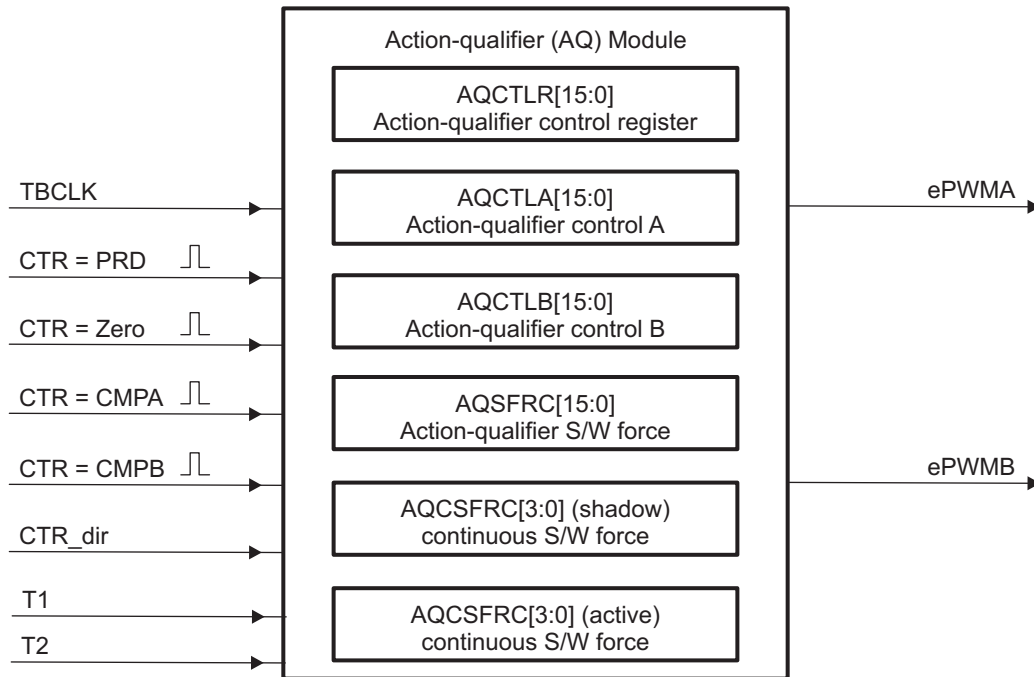 Action-qualifier (AQ) Module
AQCTLR[15:0]
Action-qualifier control register
TBCLK
AQCTLA[15:0]
Action-qualifier control A
ePWMA
CTR = PRD
CTR = Zero
AQCTLB[15:0]
Action-qualifier control B
CTR = CMPA
AQSFRC[15:0]
Action-qualifier S/W force
CTR = CMPB
ePWMB
AQCSFRC[3:0] (shadow)
continuous S/W force
CTR_dir
T1
AQCSFRC[3:0] (active)
continuous S/W force
T2